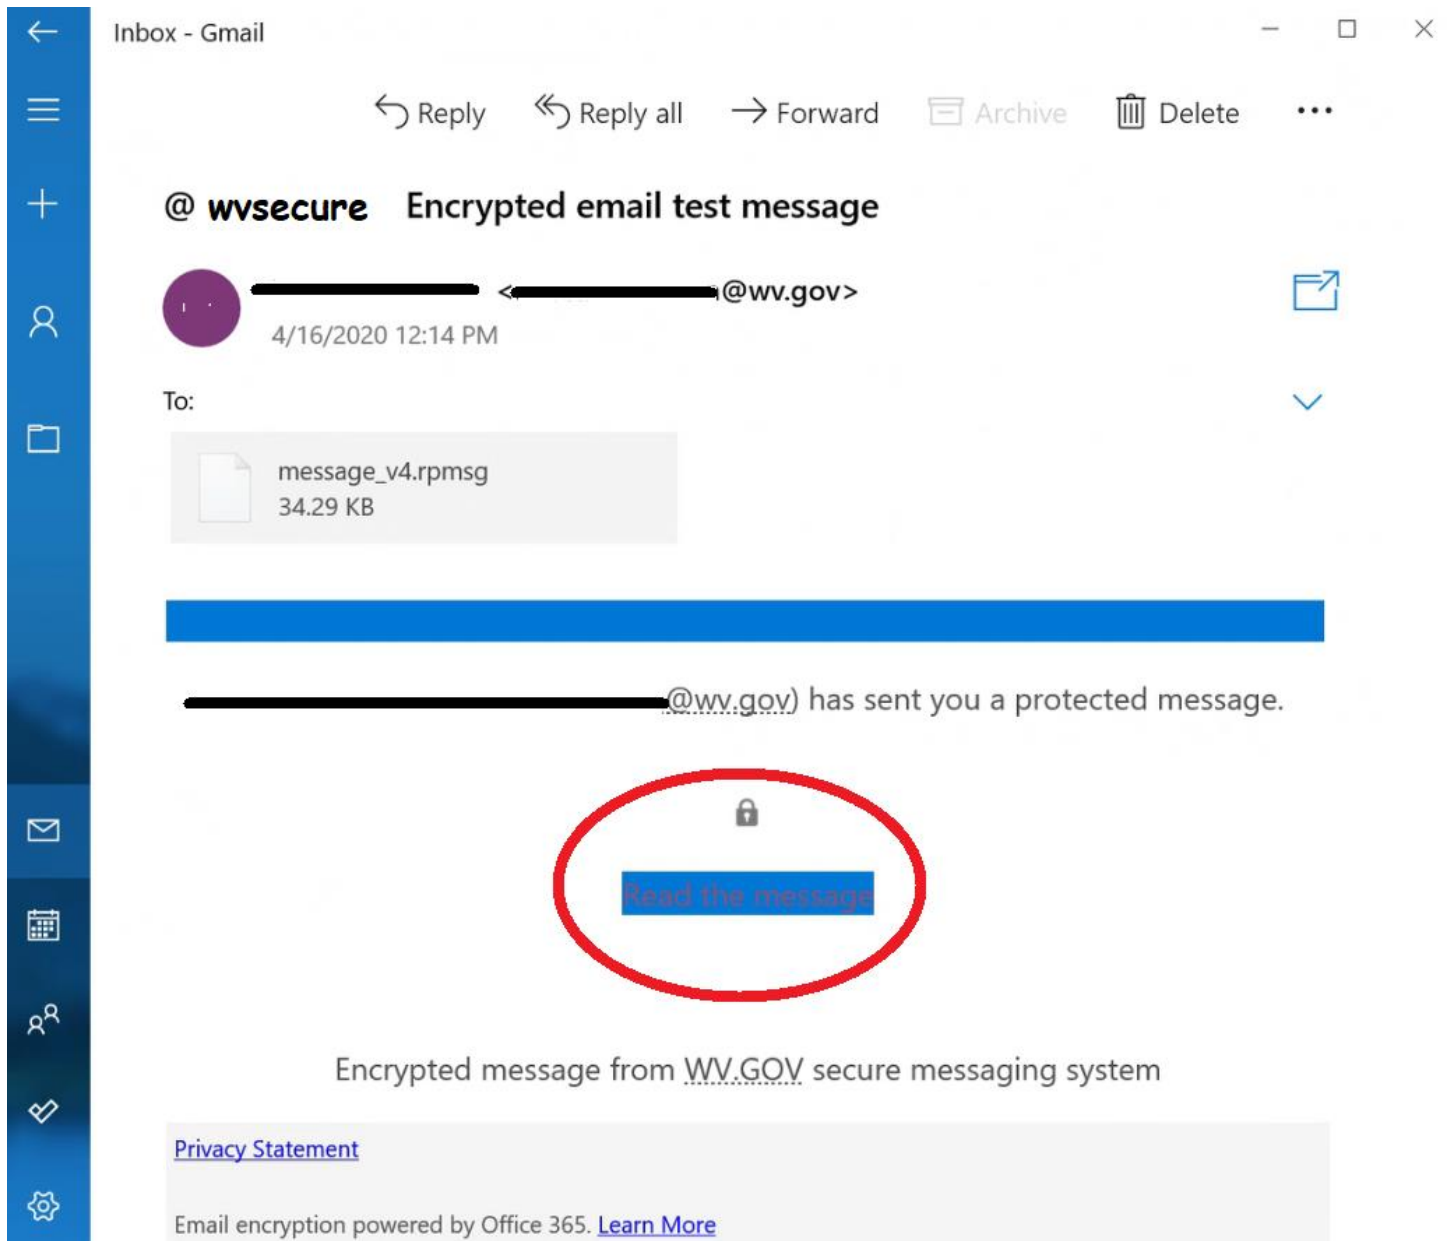 Inbox - Gmail
Reply Reply all Forward Archive Delete
@ wvsecure Encrypted email test message
< @wv.gov>
4/16/2020 12:14 PM
To:
message_v4.rpmsg
34.29 KB
@wv.gov) has sent you a protected message.
Read the message
Encrypted message from WV.GOV secure messaging system
Privacy Statement
Email encryption powered by Office 365. Learn More